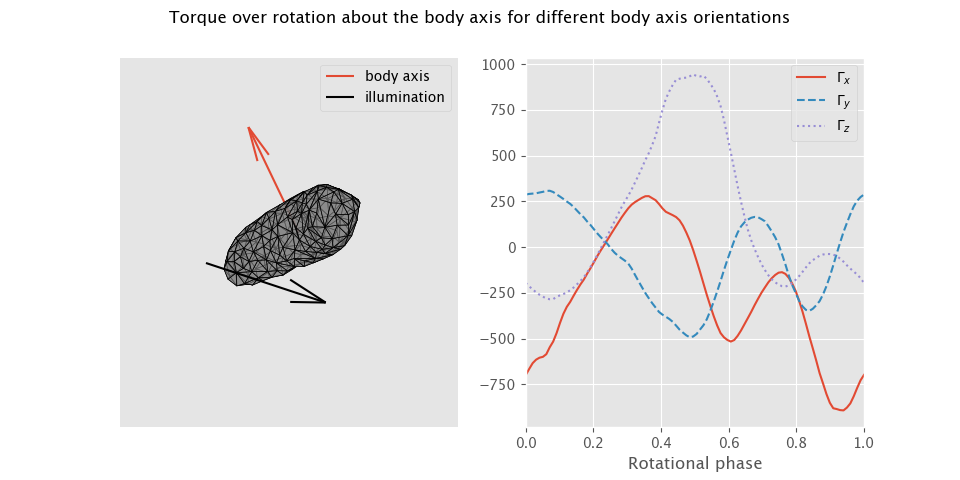 Torque over rotation about the body axis for different body axis orientations
body axis
illumination
1000
750
500
250
0
−250
−500
−750
Γx
Γy
Γz
0.0 0.2 0.4 0.6 0.8 1.0
Rotational phase